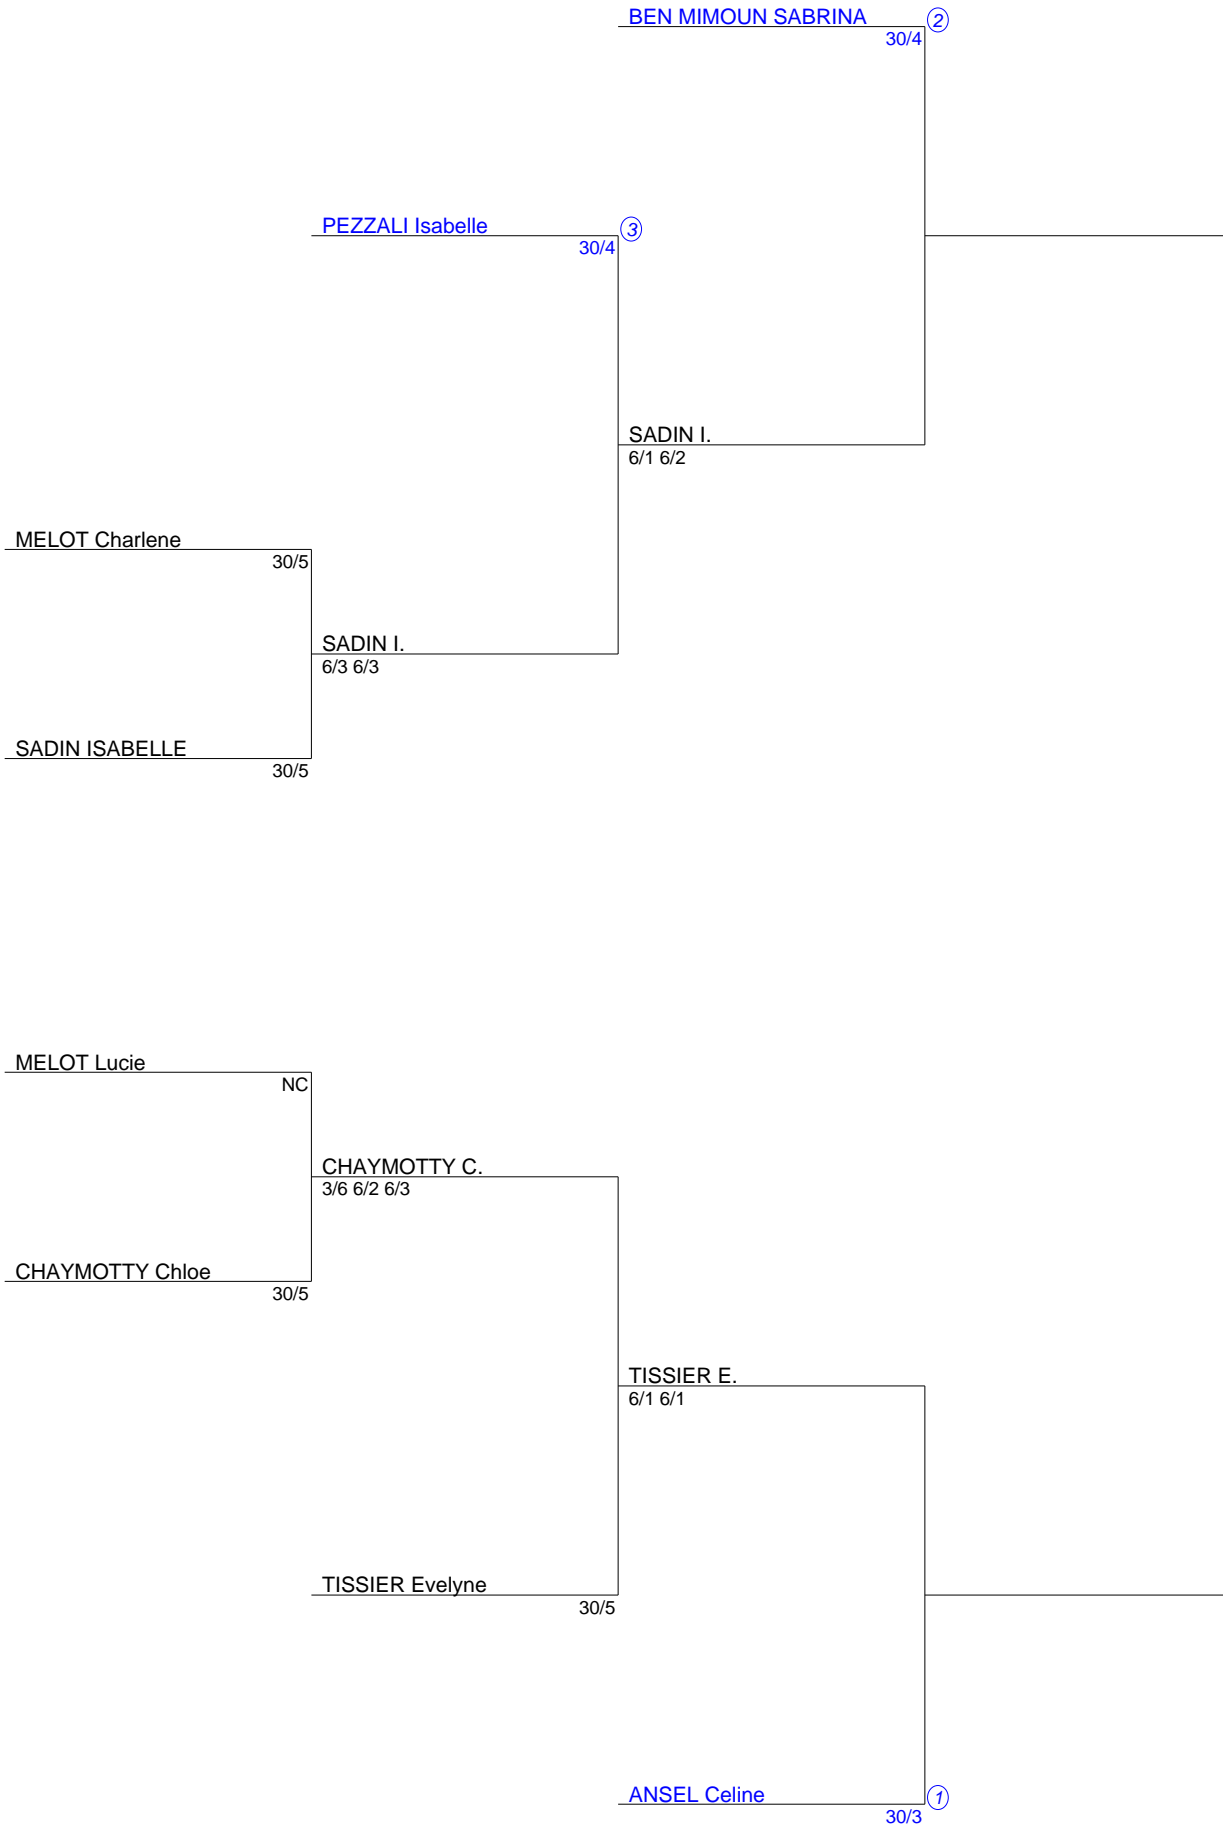 BEN MIMOUN SABRINA 2
30/4
PEZZALI Isabelle 3
30/4
SADIN I.
6/1 6/2
MELOT Charlene
30/5
SADIN I.
6/3 6/3
SADIN ISABELLE
30/5
MELOT Lucie
NC
CHAYMOTTY C.
3/6 6/2 6/3
CHAYMOTTY Chloe
30/5
TISSIER E.
6/1 6/1
TISSIER Evelyne
30/5
ANSEL Celine 1
30/3